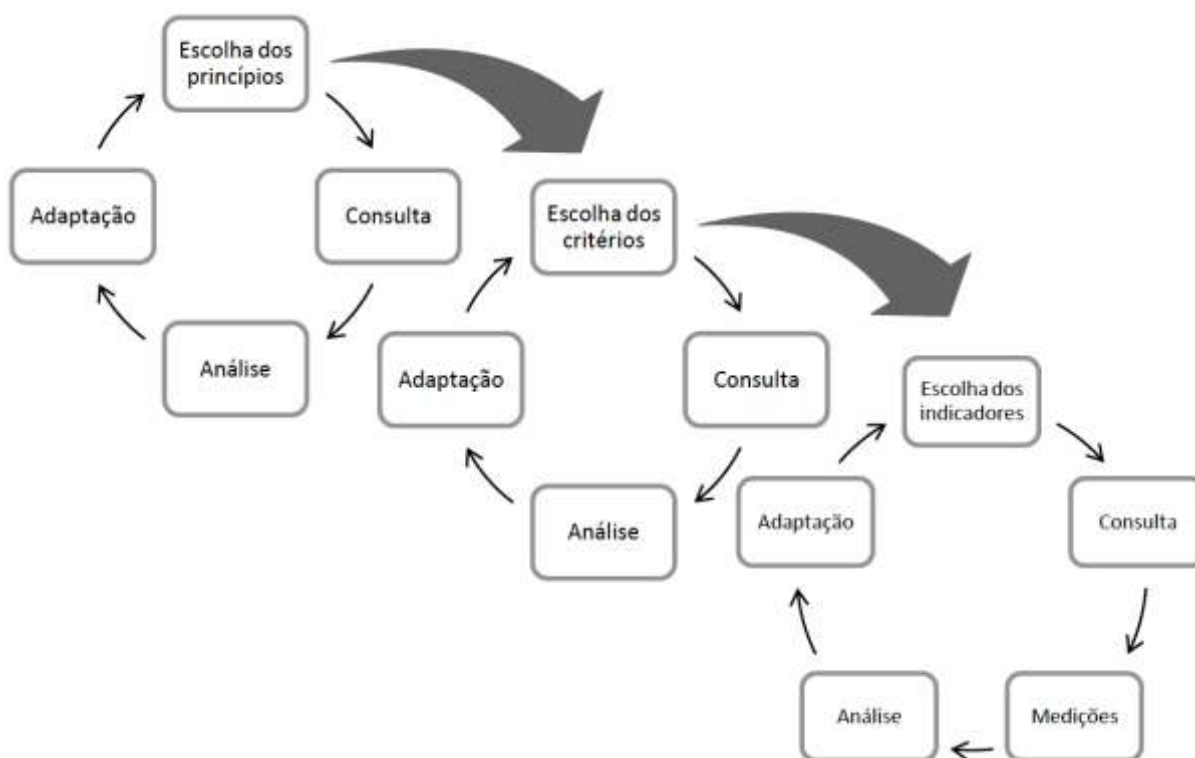 Escolha dos
princípios
Adaptação
Consulta
Análise
Escolha dos
critérios
Adaptação
Consulta
Análise
Escolha dos
indicadores
Adaptação
Consulta
Análise
Medições